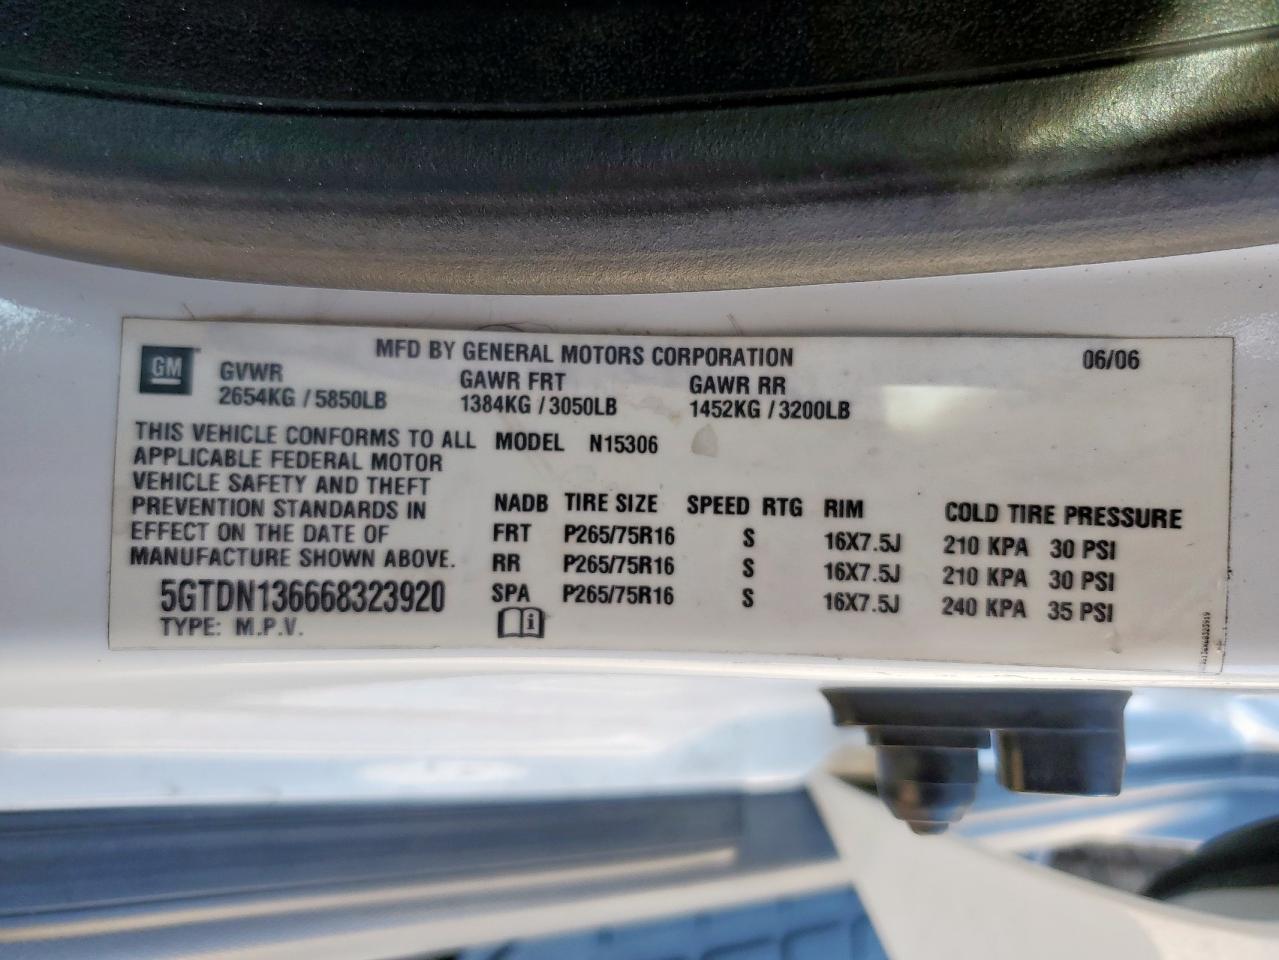 MFD BY GENERAL MOTORS CORPORATION 06/06
GM
GVWR GAWR FRT GAWR RR
2654KG / 5850LB 1384KG / 3050LB 1452KG / 3200LB
THIS VEHICLE CONFORMS TO ALL
APPLICABLE FEDERAL MOTOR
VEHICLE SAFETY AND THEFT
PREVENTION STANDARDS IN
EFFECT ON THE DATE OF
MANUFACTURE SHOWN ABOVE.
5GTDN136668323920
TYPE: M.P.V.
MODEL N15306
NADB TIRE SIZE SPEED RTG RIM COLD TIRE PRESSURE
FRT P265/75R16 S 16X7.5J 210 KPA 30 PSI
RR P265/75R16 S 16X7.5J 210 KPA 30 PSI
SPA P265/75R16 S 16X7.5J 240 KPA 35 PSI
i